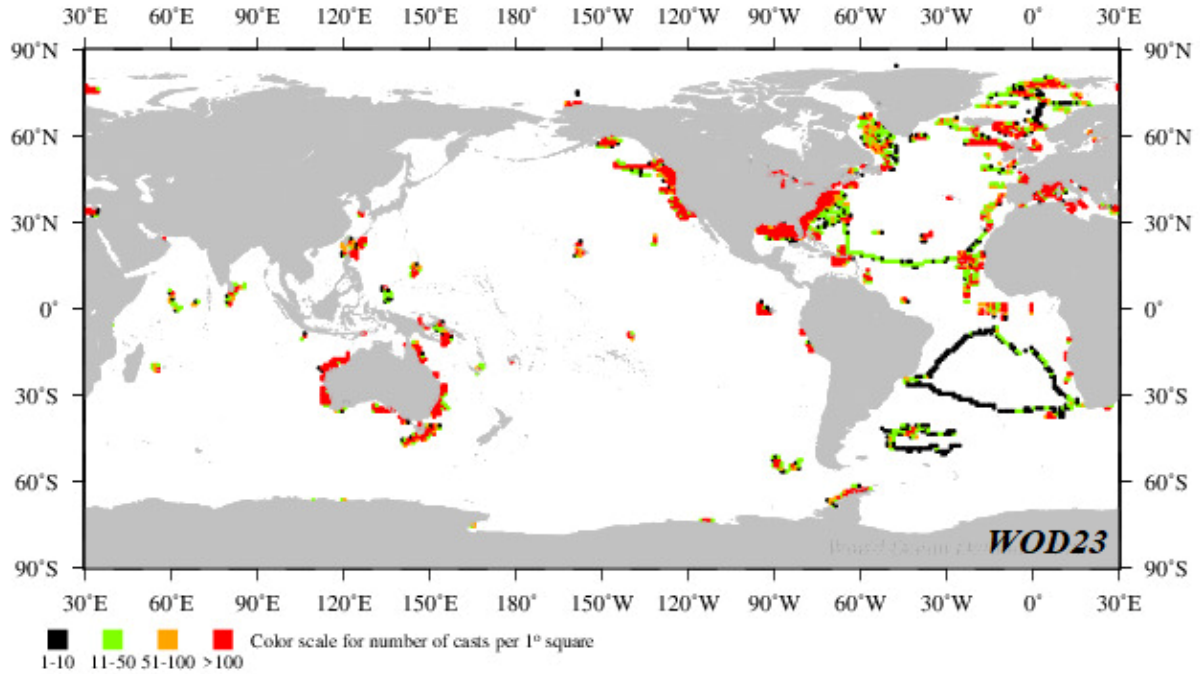 30˚E 60˚E 90˚E 120˚E 150˚E 180˚ 150˚W 120˚W 90˚W 60˚W 30˚W 0˚ 30˚E
90˚N 90˚N
60˚N 60˚N
30˚N 30˚N
0˚ 0˚
30˚S 30˚S
60˚S 60˚S
WOD23
90˚S 90˚S
30˚E 60˚E 90˚E 120˚E 150˚E 180˚ 150˚W 120˚W 90˚W 60˚W 30˚W 0˚ 30˚E
Color scale for number of casts per 1° square
1-10 11-50 51-100 >100